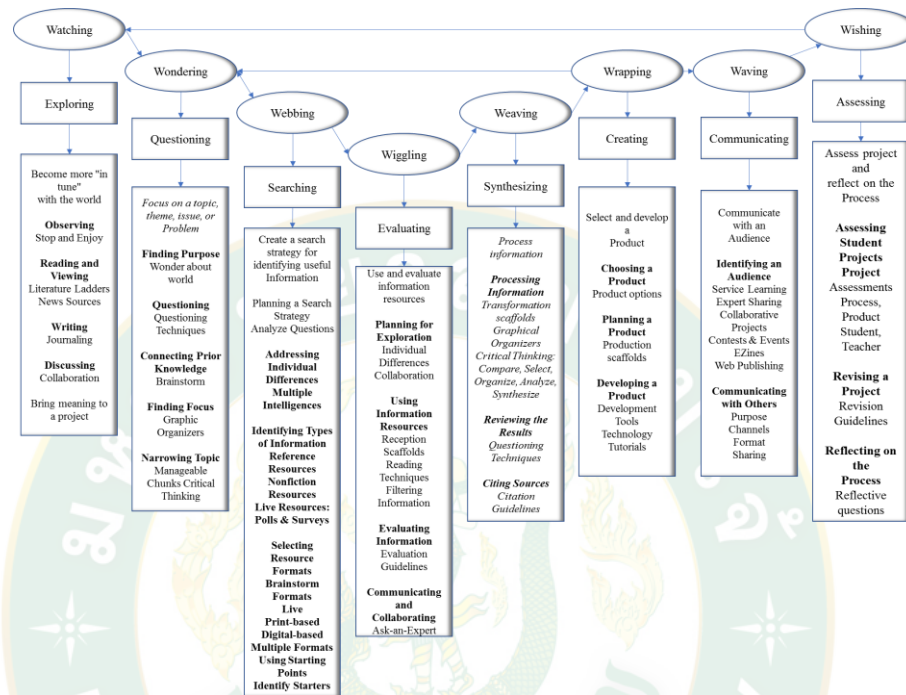 Watching
Exploring
Become more "in
tune"
with the world
Observing
Stop and Enjoy
Reading and
Viewing
Literature Ladders
News Sources
Writing
Journaling
Discussing
Collaboration
Bring meaning to
a project
Wondering
Questioning
Focus on a topic,
theme, issue, or
Problem
Finding Purpose
Wonder about
world
Questioning
Questioning
Techniques
Connecting Prior
Knowledge
Brainstorm
Finding Focus
Graphic
Organizers
Narrowing Topic
Manageable
Chunks Critical
Thinking
Webbing
Searching
Create a search
strategy for
identifying useful
Information
Planning a Search
Strategy
Analyze Questions
Addressing
Individual
Differences
Multiple
Intelligences
Identifying Types
of Information
Reference
Resources
Nonfiction
Resources
Live Resources:
Polls & Surveys
Selecting
Resource
Formats
Brainstorm
Formats
Live
Print-based
Digital-based
Multiple Formats
Using Starting
Points
Identify Starters
Wiggling
Evaluating
Use and evaluate
information
resources
Planning for
Exploration
Individual
Differences
Collaboration
Using
Information
Resources
Reception
Scaffolds
Reading
Techniques
Filtering
Information
Evaluating
Information
Evaluation
Guidelines
Communicating
and
Collaborating
Ask-an-Expert
Weaving
Synthesizing
Process
information
Processing
Information
Transformation
scaffolds
Graphical
Organizers
Critical Thinking:
Compare, Select,
Organize, Analyze,
Synthesize
Reviewing the
Results
Questioning
Techniques
Citing Sources
Citation
Guidelines
Wrapping
Creating
Select and develop
a
Product
Choosing a
Product
Product options
Planning a
Product
Production
scaffolds
Developing a
Product
Development
Tools
Technology
Tutorials
Waving
Communicating
Communicate
with an
Audience
Identifying an
Audience
Service Learning
Expert Sharing
Collaborative
Projects
Contests & Events
EZines
Web Publishing
Communicating
with Others
Purpose
Channels
Format
Sharing
Wishing
Assessing
Assess project
and
reflect on the
Process
Assessing
Student
Projects
Project
Assessments
Process,
Product
Student,
Teacher
Revising a
Project
Revision
Guidelines
Reflecting on
the
Process
Reflective
questions